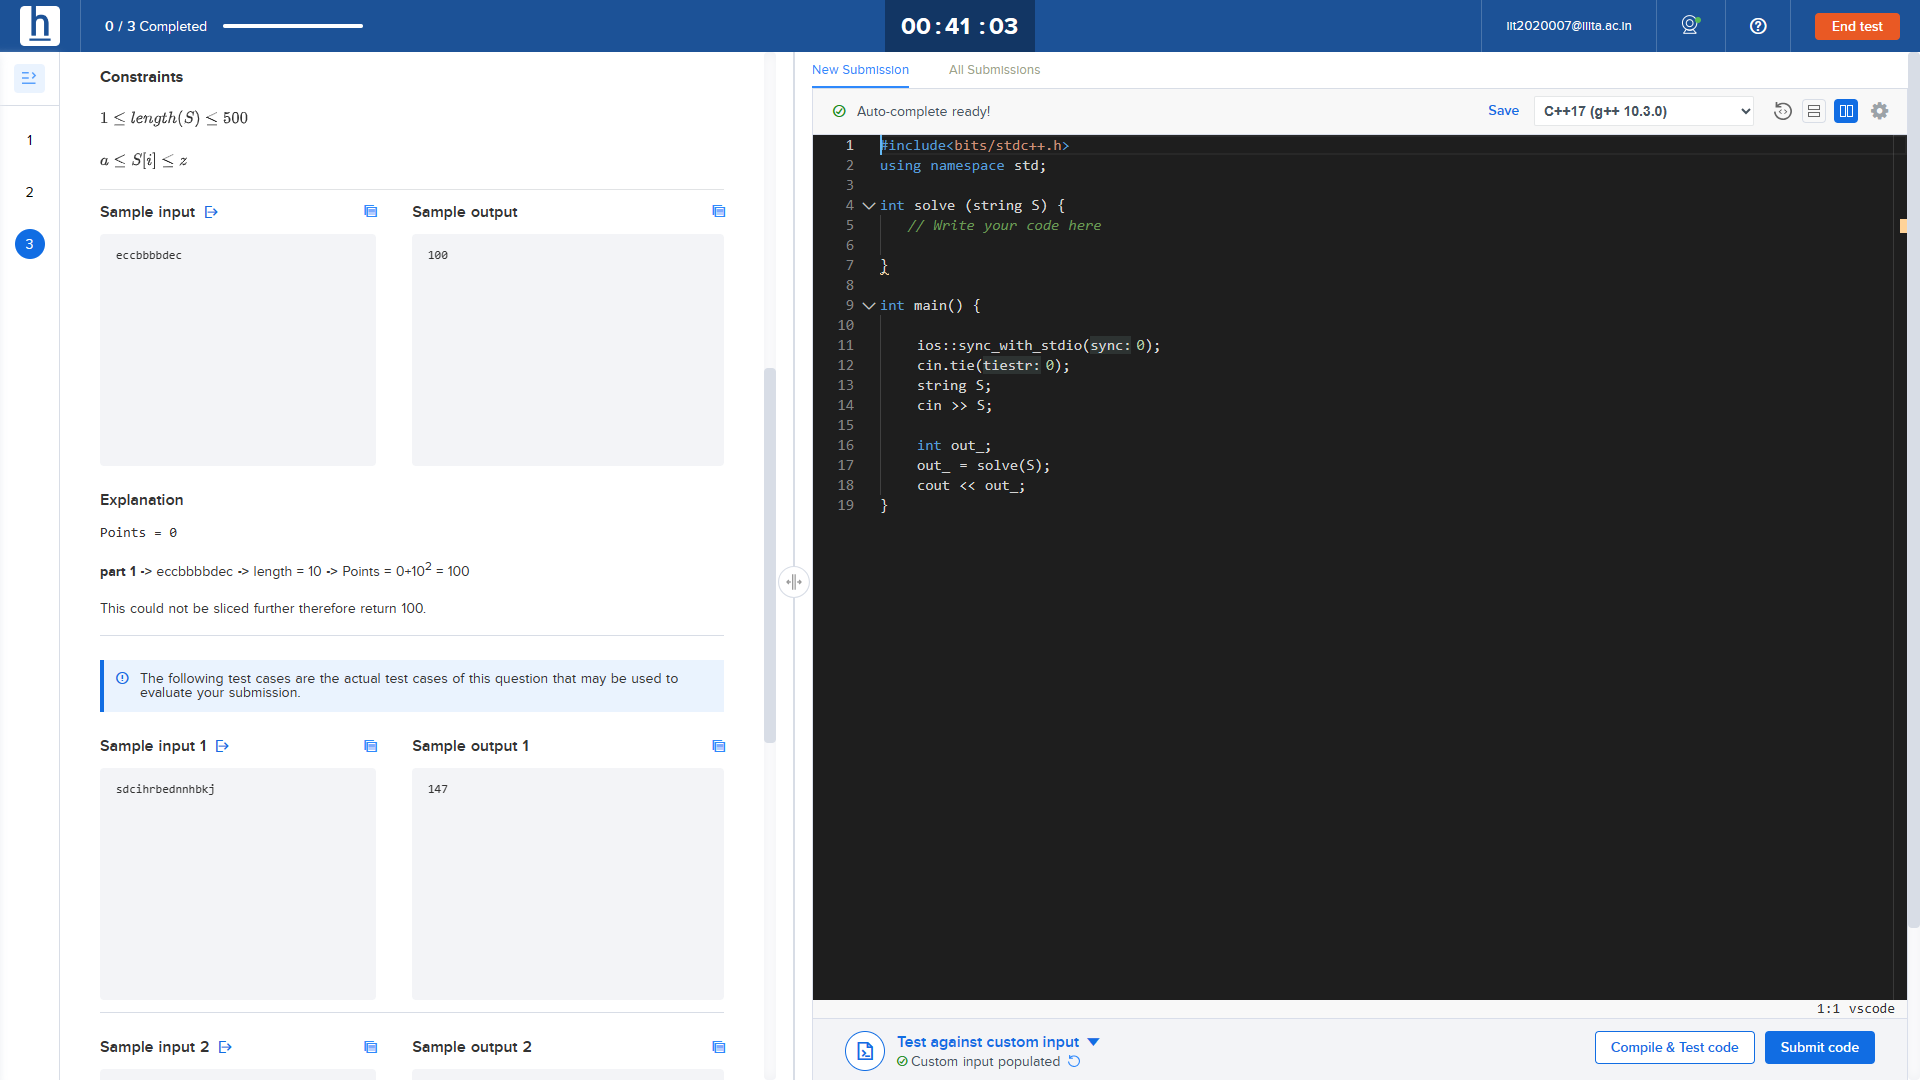 h
0 / 3 Completed
00:41 :03
iit2020007@iiita.ac.in
End test
1
2
3
Constraints
1 ≤ length(S) ≤ 500
a ≤ S[i] ≤ z
Sample input
Sample output
eccbbbbdec
100
Explanation
Points = 0
part 1 -> eccbbbbdec -> length = 10 -> Points = 0+10² = 100
This could not be sliced further therefore return 100.
The following test cases are the actual test cases of this question that may be used to
evaluate your submission.
Sample input 1
Sample output 1
sdcihrbednnhbkj
147
Sample input 2
Sample output 2
New Submission
All Submissions
Auto-complete ready!
Save
C++17 (g++ 10.3.0)
1 #include<bits/stdc++.h>
2 using namespace std;
3
4 int solve (string S) {
5 // Write your code here
6
7 }
8
9 int main() {
10
11 ios::sync_with_stdio(sync: 0);
12 cin.tie(tiestr: 0);
13 string S;
14 cin >> S;
15
16 int out_;
17 out_ = solve(S);
18 cout << out_;
19 }
1:1 vscode
Test against custom input
Custom input populated
Compile & Test code
Submit code